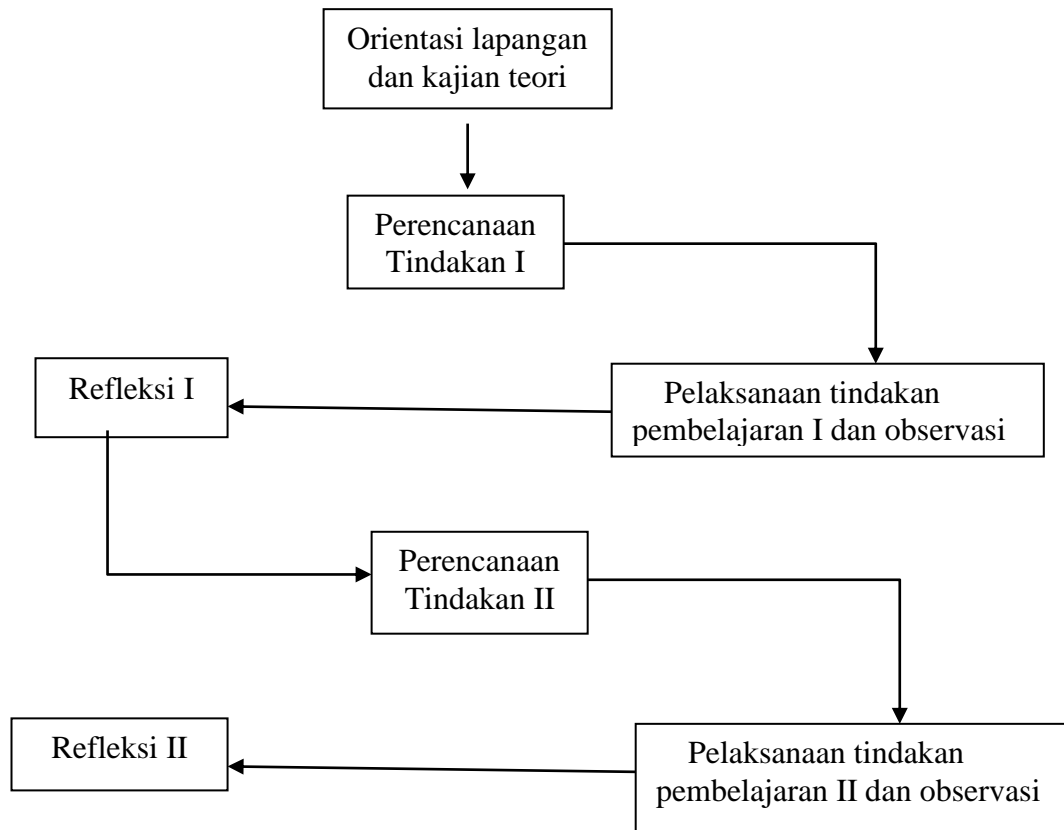 Orientasi lapangan
dan kajian teori
Perencanaan
Tindakan I
Refleksi I
Pelaksanaan tindakan
pembelajaran I dan observasi
Perencanaan
Tindakan II
Refleksi II
Pelaksanaan tindakan
pembelajaran II dan observasi